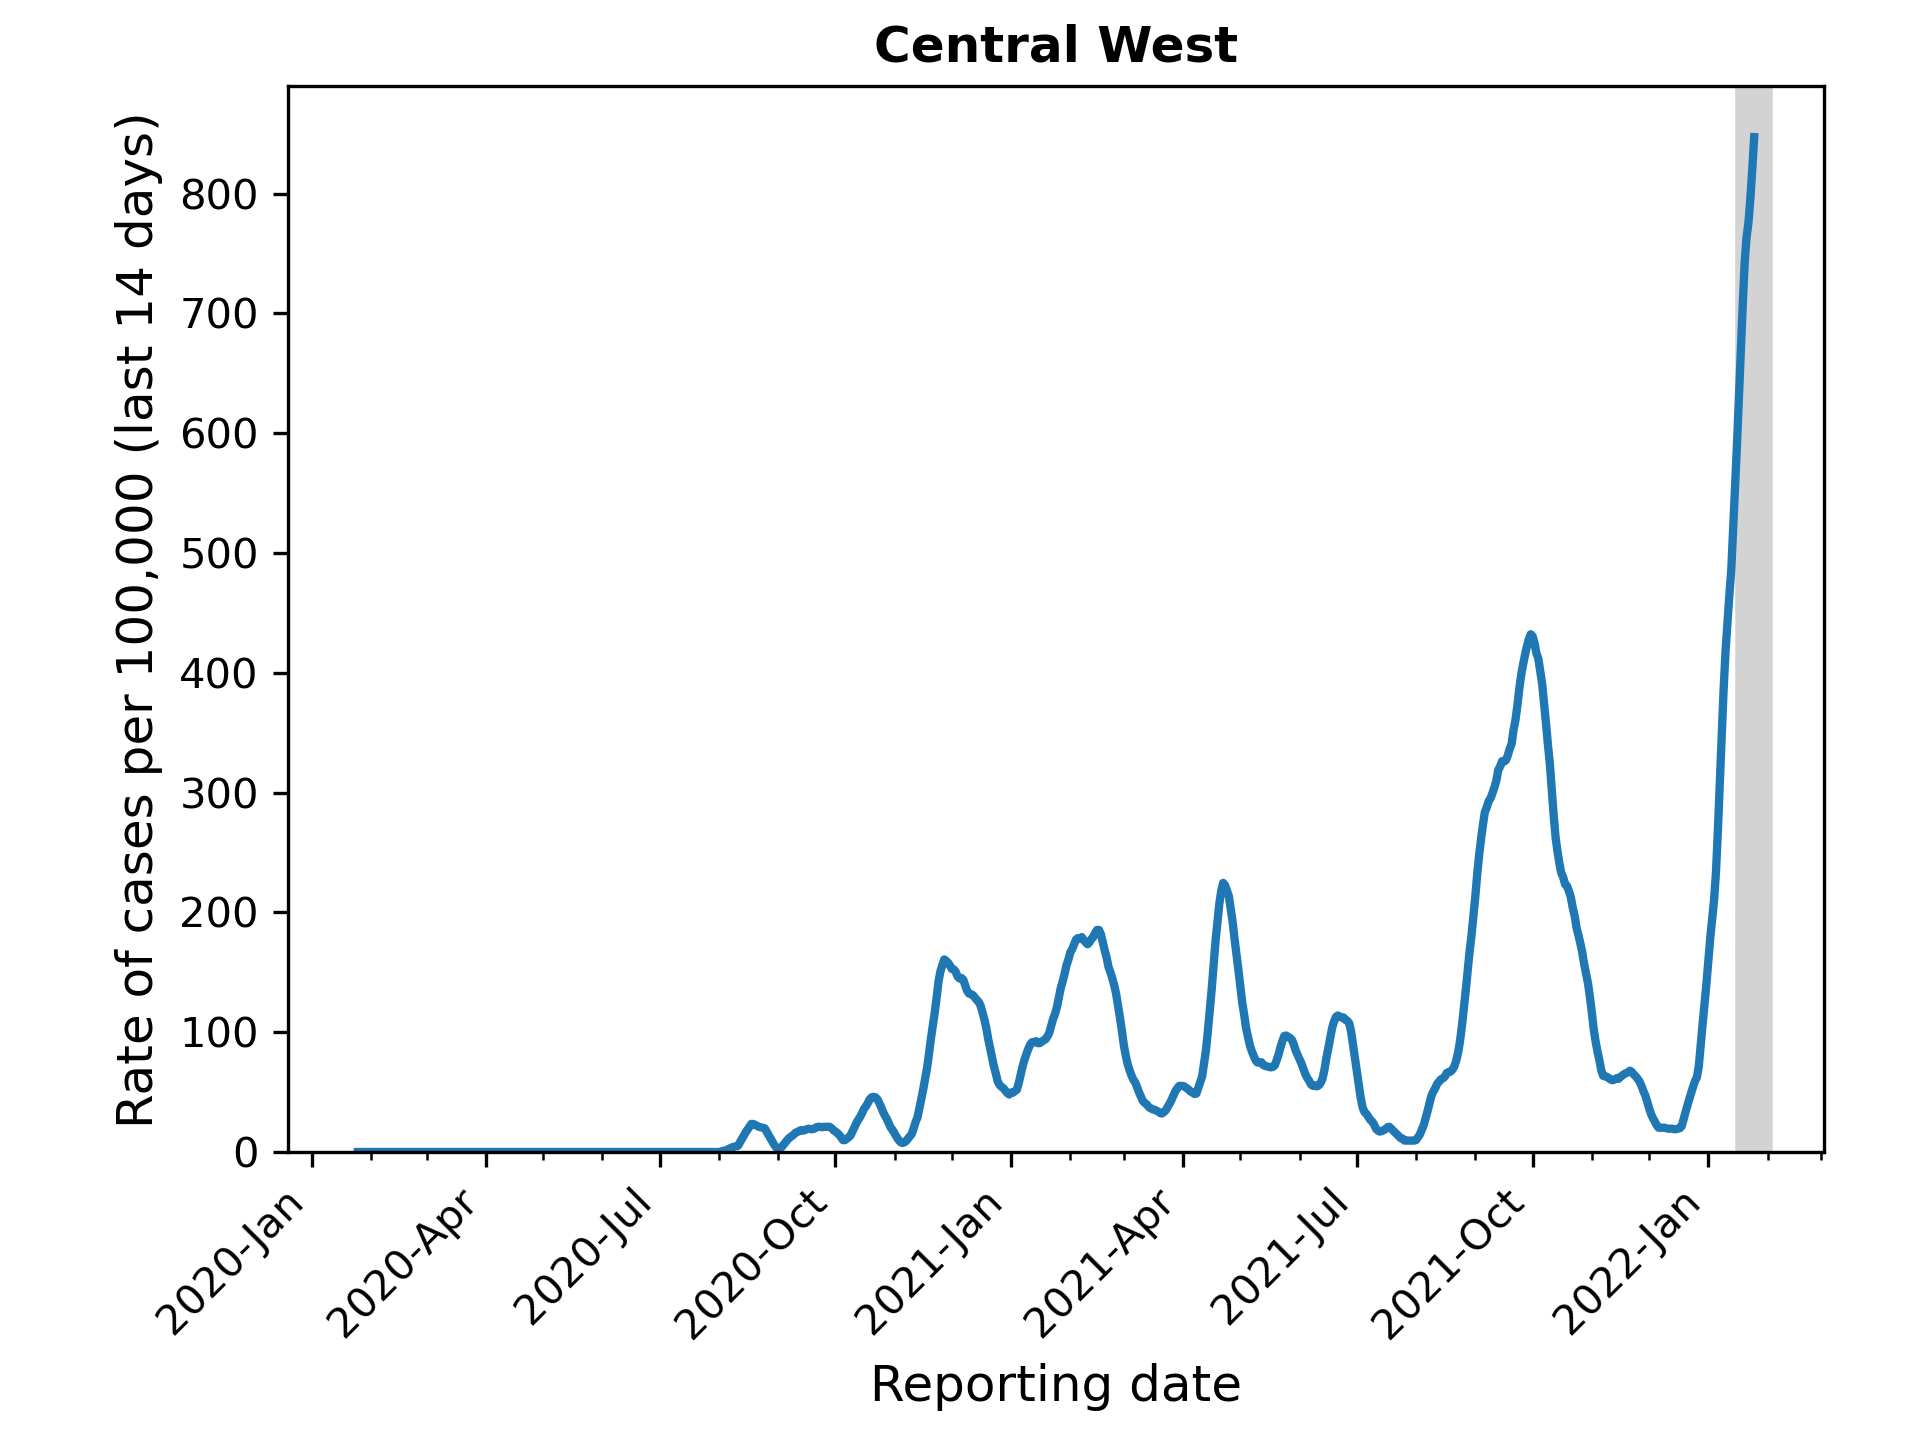 Central West
Rate of cases per 100,000 (last 14 days)
800
700
600
500
400
300
200
100
0
2020-Jan
2020-Apr
2020-Jul
2020-Oct
2021-Jan
2021-Apr
2021-Jul
2021-Oct
2022-Jan
Reporting date